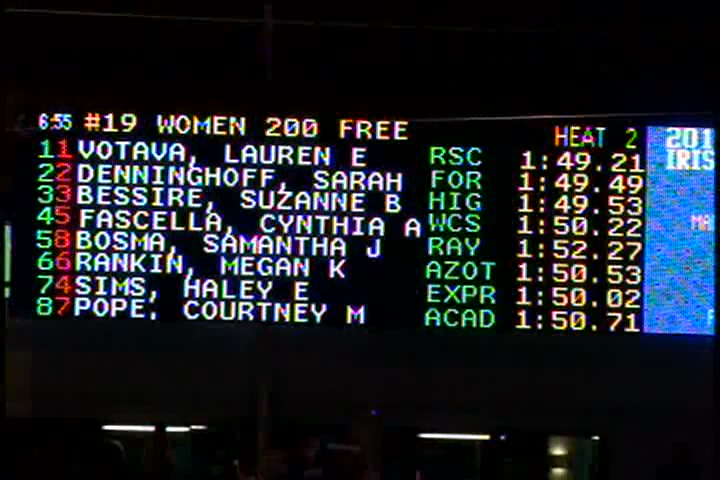 6:55 #19 WOMEN 200 FREE HEAT 2
11 VOTAVA, LAUREN E RSC 1:49.21
22 DENNINGHOFF, SARAH FOR 1:49.49
33 BESSIRE, SUZANNE B HIG 1:49.53
45 FASCELLA, CYNTHIA A WCS 1:50.22
58 BOSMA, SAMANTHA J RAY 1:52.27
66 RANKIN, MEGAN K AZOT 1:50.53
74 SIMS, HALEY E EXPR 1:50.02
87 POPE, COURTNEY M ACAD 1:50.71
201
IRIS
MA